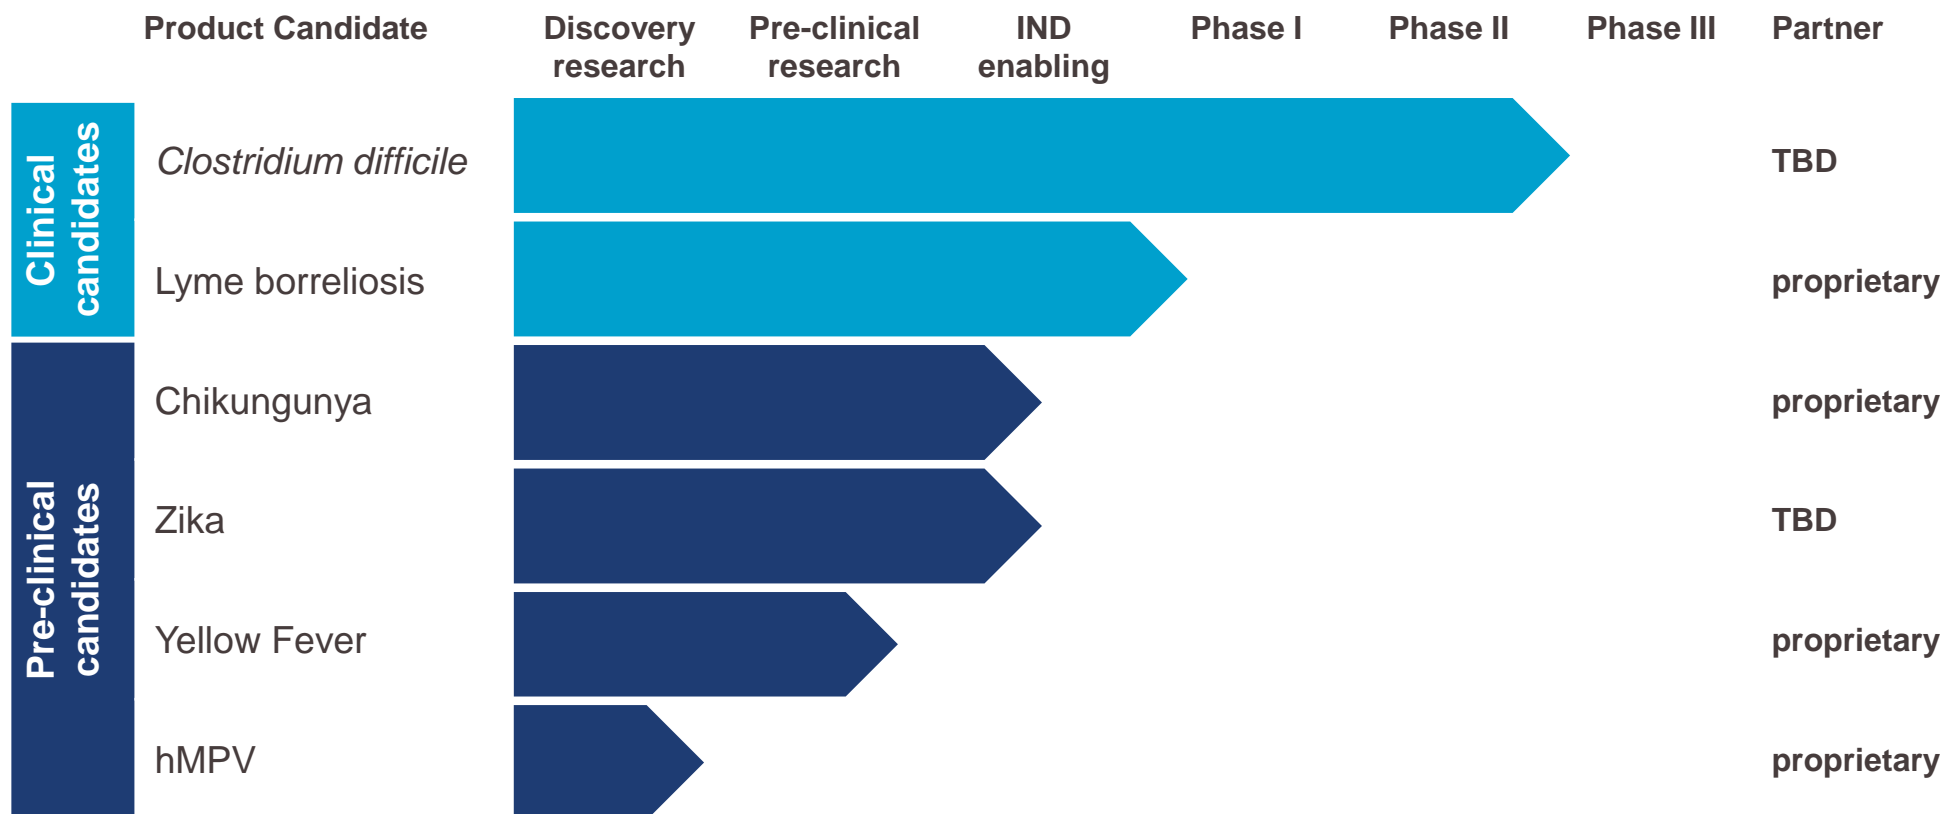 Product Candidate
Discovery
research
Pre-clinical
research
IND
enabling
Phase I
Phase II
Phase III
Partner
Clinical
candidates
Clostridium difficile
TBD
Lyme borreliosis
proprietary
Pre-clinical
candidates
Chikungunya
proprietary
Zika
TBD
Yellow Fever
proprietary
hMPV
proprietary